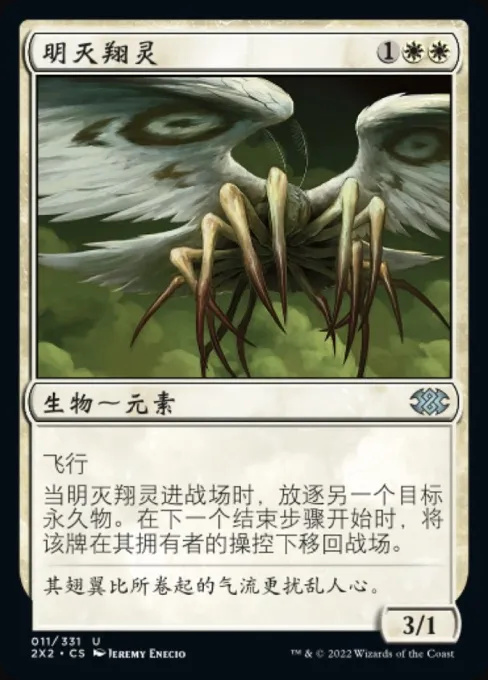 明灭翔灵 1
生物～元素
飞行
当明灭翔灵进战场时，放逐另一个目标
永久物。在下一个结束步骤开始时，将
该牌在其拥有者的操控下移回战场。
其翅翼比所卷起的气流更扰乱人心。
3/1
011/331 U
2X2 • CS JEREMY ENECIO
™ & © 2022 Wizards of the Coast